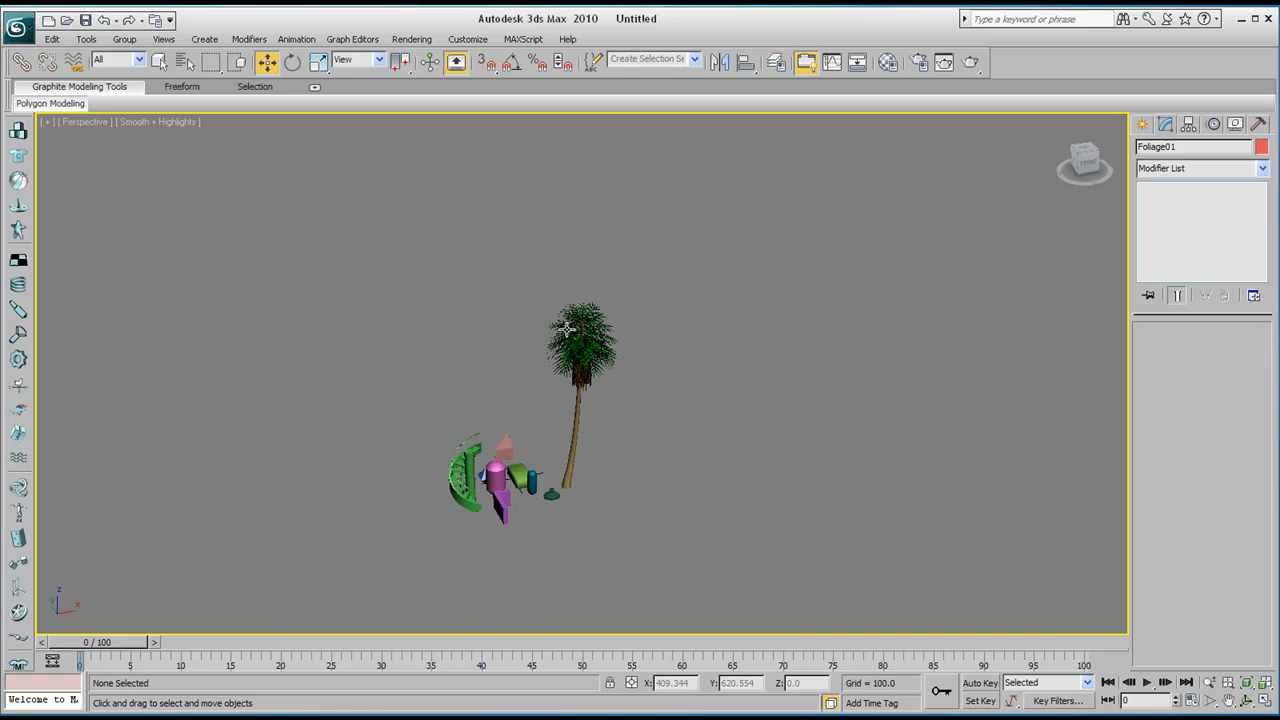 Autodesk 3ds Max 2010 Untitled
Type a keyword or phrase
Edit Tools Group Views Create Modifiers Animation Graph Editors Rendering Customize MAXScript Help
All View Create Selection Se
Graphite Modeling Tools Freeform Selection
Polygon Modeling
[ + ] [ Perspective ] [ Smooth + Highlights ]
FRONT
Foliage01
Modifier List
z
y x
0 / 100
0 5 10 15 20 25 30 35 40 45 50 55 60 65 70 75 80 85 90 95 100
None Selected X: 409.344 Y: 620.554 Z: 0.0 Grid = 100.0 Auto Key Selected
Welcome to M. Click and drag to select and move objects Add Time Tag Set Key Key Filters... 0